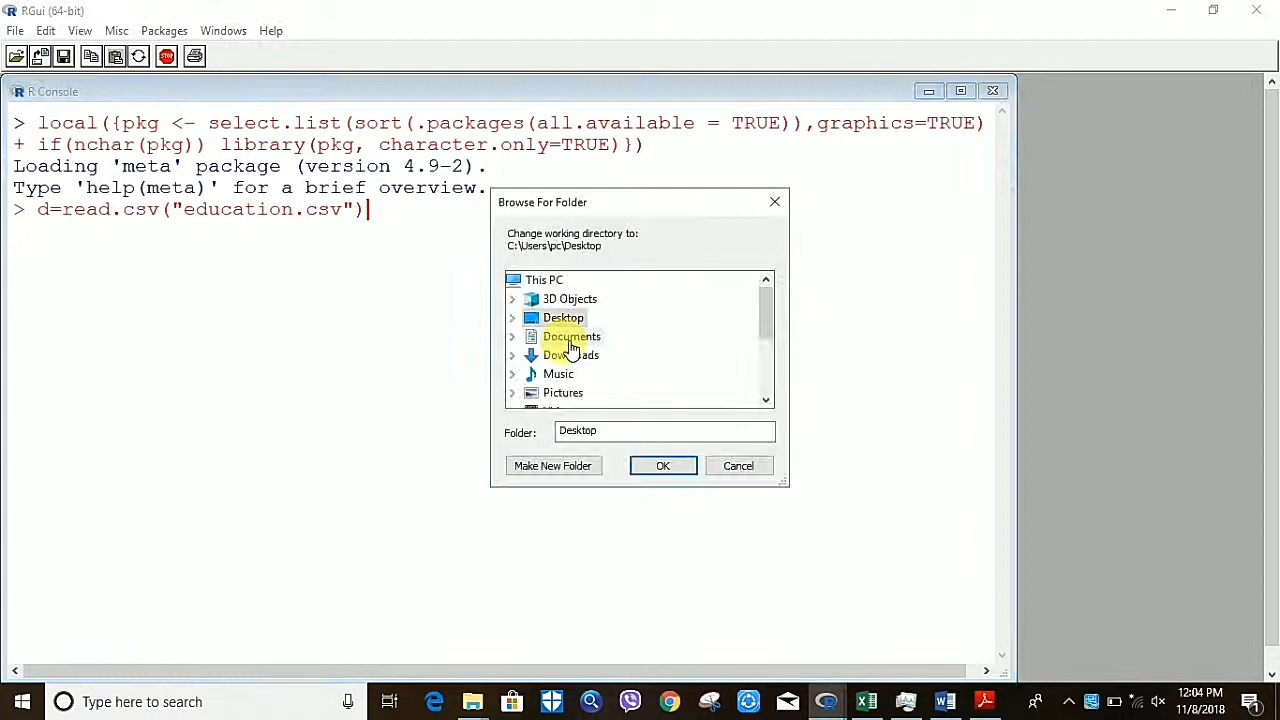 RGui (64-bit)
File Edit View Misc Packages Windows Help
STOP
R Console
> local({pkg <- select.list(sort(.packages(all.available = TRUE)),graphics=TRUE)
+ if(nchar(pkg)) library(pkg, character.only=TRUE)})
Loading 'meta' package (version 4.9-2).
Type 'help(meta)' for a brief overview.
> d=read.csv("education.csv")
Browse For Folder
Change working directory to:
C:\Users\pc\Desktop
This PC
3D Objects
Desktop
Documents
Downloads
Music
Pictures
Folder: Desktop
Make New Folder OK Cancel
Type here to search
12:04 PM
11/8/2018
1